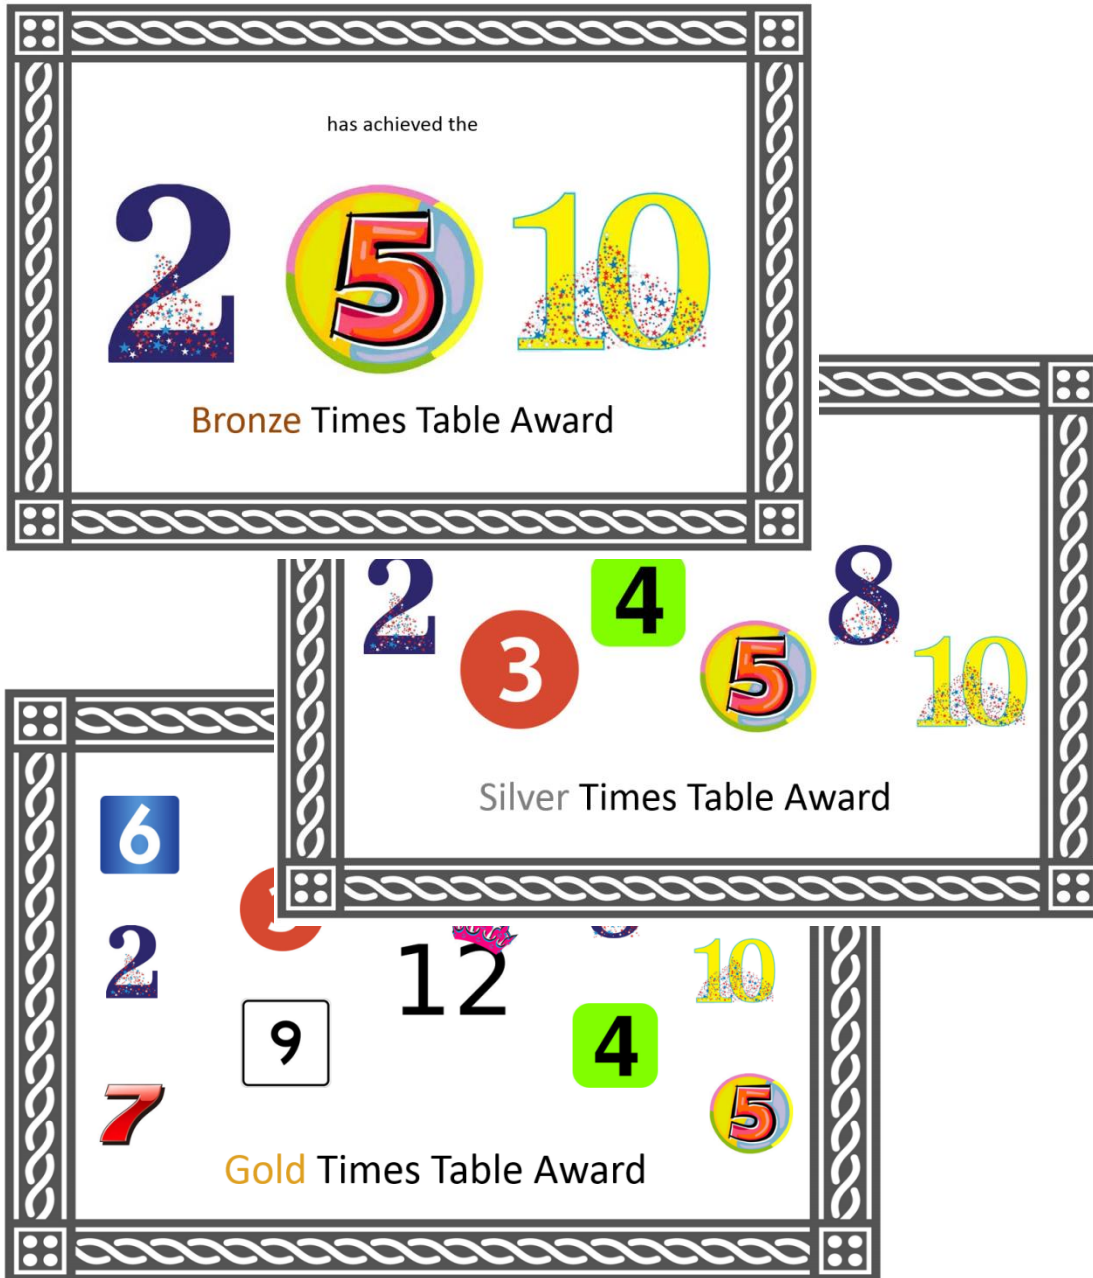 has achieved the
2 5 10
Bronze Times Table Award
2 3 4 5 8 10
Silver Times Table Award
6
2 12 10
9 4
7 5
Gold Times Table Award